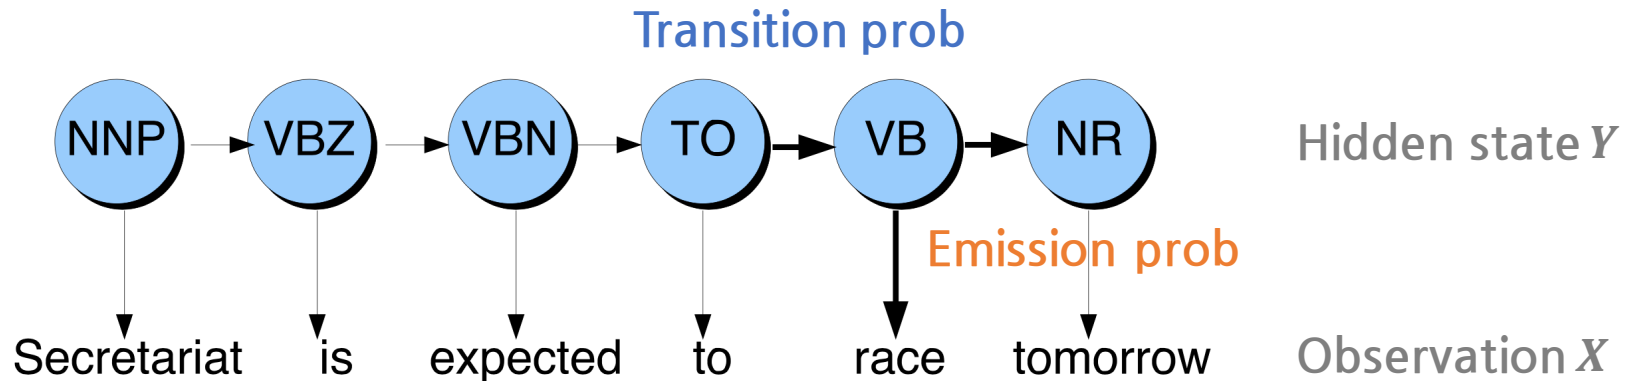 Transition prob
NNP VBZ VBN TO VB NR Hidden state Y
Emission prob
Secretariat is expected to race tomorrow Observation X